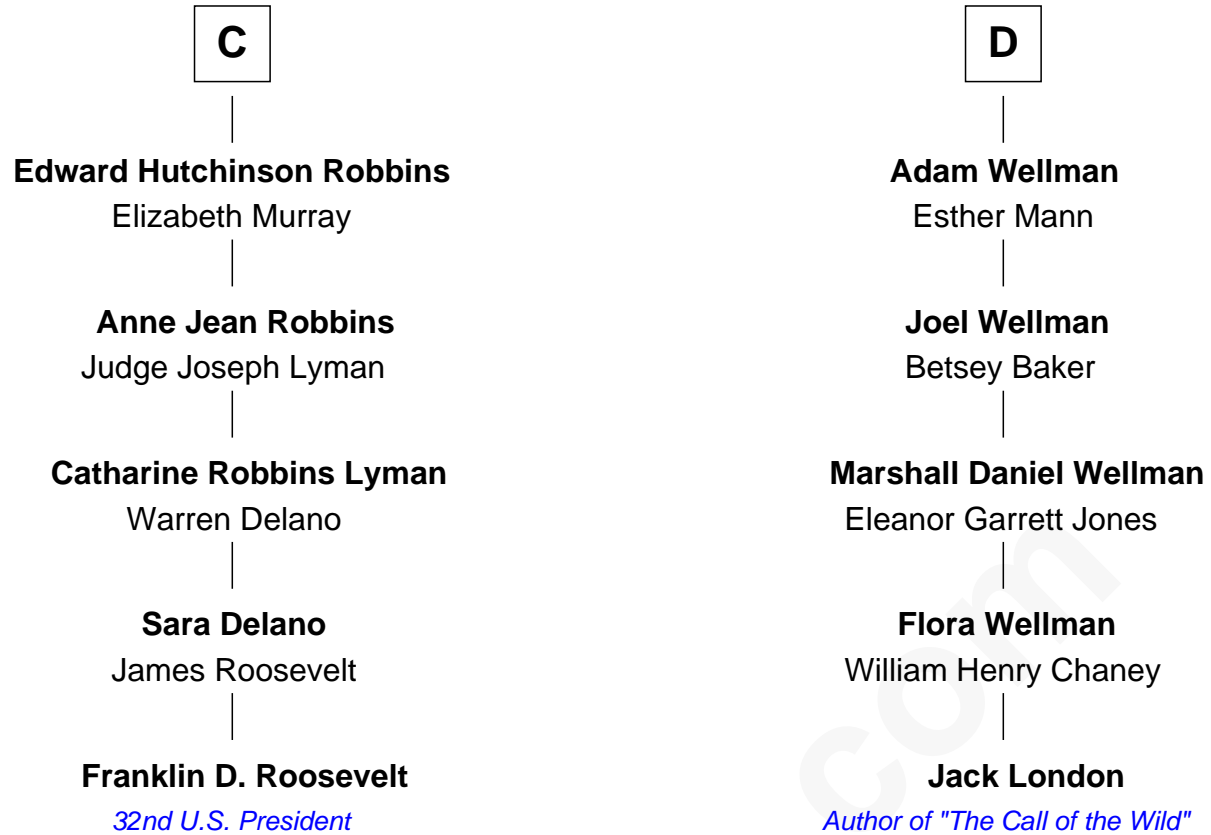 C
Edward Hutchinson Robbins
Elizabeth Murray
Anne Jean Robbins
Judge Joseph Lyman
Catharine Robbins Lyman
Warren Delano
Sara Delano
James Roosevelt
Franklin D. Roosevelt
32nd U.S. President
D
Adam Wellman
Esther Mann
Joel Wellman
Betsey Baker
Marshall Daniel Wellman
Eleanor Garrett Jones
Flora Wellman
William Henry Chaney
Jack London
Author of "The Call of the Wild"
com